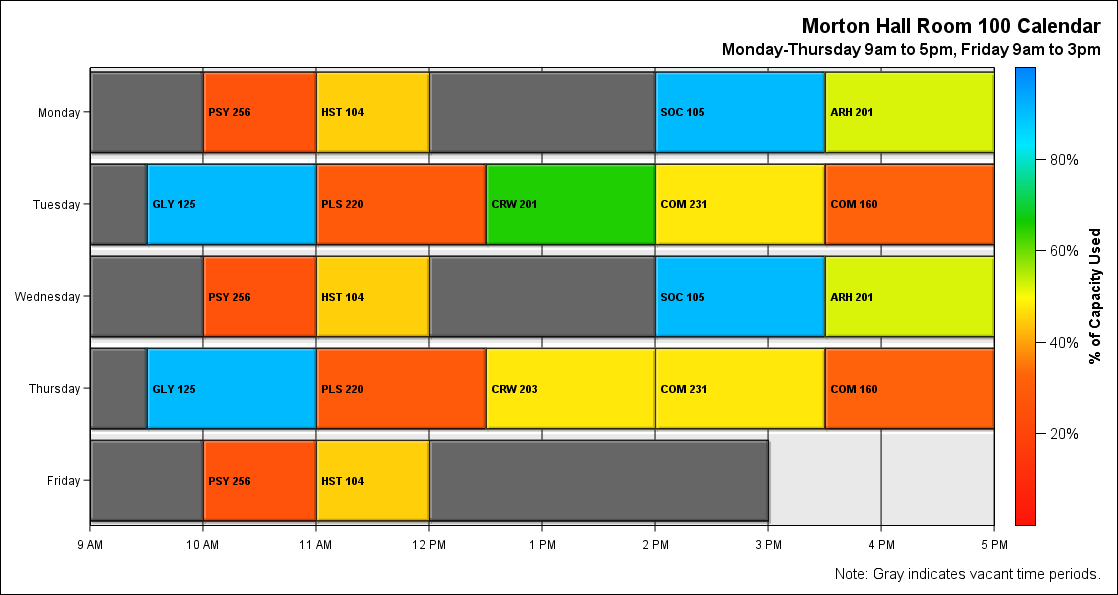 Morton Hall Room 100 Calendar
Monday-Thursday 9am to 5pm, Friday 9am to 3pm
Monday
PSY 256
HST 104
SOC 105
ARH 201
Tuesday
GLY 125
PLS 220
CRW 201
COM 231
COM 160
Wednesday
PSY 256
HST 104
SOC 105
ARH 201
Thursday
GLY 125
PLS 220
CRW 203
COM 231
COM 160
Friday
PSY 256
HST 104
9 AM
10 AM
11 AM
12 PM
1 PM
2 PM
3 PM
4 PM
5 PM
80%
60%
40%
20%
% of Capacity Used
Note: Gray indicates vacant time periods.